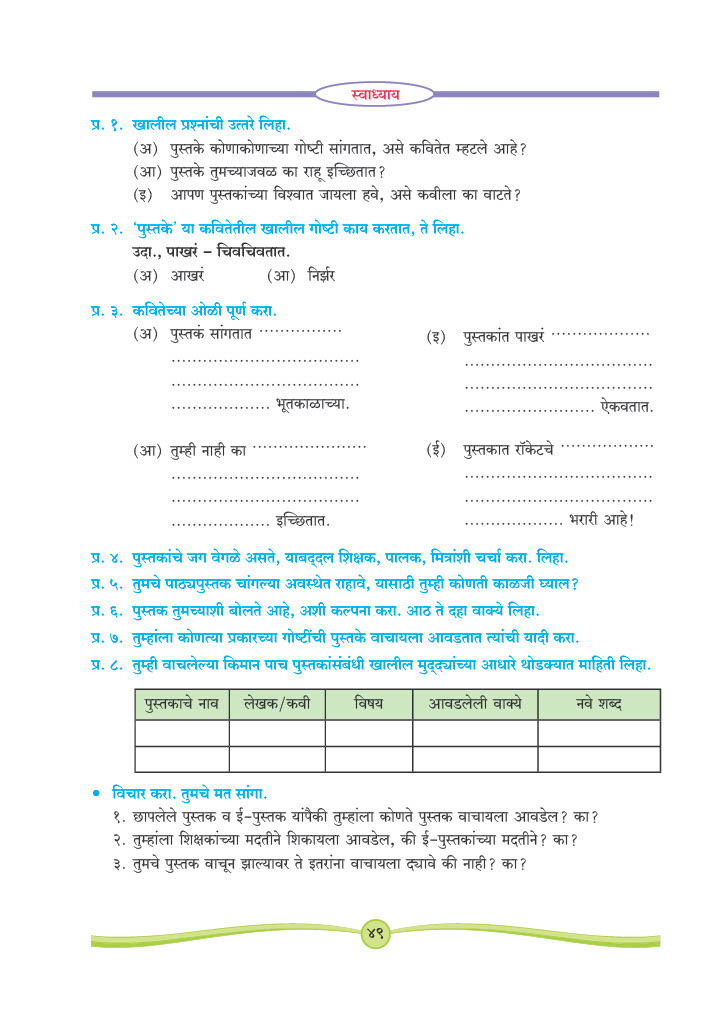 स्वाध्याय
प्र. १. खालील प्रश्नांची उत्तरे लिहा.
(अ) पुस्तके कोणाकोणाच्या गोष्टी सांगतात, असे कवितेत म्हटले आहे?
(आ) पुस्तके तुमच्याजवळ का राहू इच्छितात?
(इ) आपण पुस्तकांच्या विश्वात जायला हवे, असे कवीला का वाटते?
प्र. २. ‘पुस्तके’ या कवितेतील खालील गोष्टी काय करतात, ते लिहा.
उदा., पाखरं – चिवचिवतात.
(अ) आखरं (आ) निर्झर
प्र. ३. कवितेच्या ओळी पूर्ण करा.
(अ) पुस्तकं सांगतात ................
....................................
....................................
................... भूतकाळाच्या.
(इ) पुस्तकांत पाखरं ...................
....................................
....................................
......................... ऐकवतात.
(आ) तुम्ही नाही का ......................
....................................
....................................
................... इच्छितात.
(ई) पुस्तकात रॉकेटचे ..................
....................................
....................................
................... भरारी आहे!
प्र. ४. पुस्तकांचे जग वेगळे असते, याबद्दल शिक्षक, पालक, मित्रांशी चर्चा करा. लिहा.
प्र. ५. तुमचे पाठ्यपुस्तक चांगल्या अवस्थेत राहावे, यासाठी तुम्ही कोणती काळजी घ्याल?
प्र. ६. पुस्तक तुमच्याशी बोलते आहे, अशी कल्पना करा. आठ ते दहा वाक्ये लिहा.
प्र. ७. तुम्हांला कोणत्या प्रकारच्या गोष्टींची पुस्तके वाचायला आवडतात त्यांची यादी करा.
प्र. ८. तुम्ही वाचलेल्या किमान पाच पुस्तकांसंबंधी खालील मुद्द्यांच्या आधारे थोडक्यात माहिती लिहा.
पुस्तकाचे नाव लेखक/कवी विषय आवडलेली वाक्ये नवे शब्द
• विचार करा. तुमचे मत सांगा.
१. छापलेले पुस्तक व ई-पुस्तक यांपैकी तुम्हांला कोणते पुस्तक वाचायला आवडेल? का?
२. तुम्हांला शिक्षकांच्या मदतीने शिकायला आवडेल, की ई-पुस्तकांच्या मदतीने? का?
३. तुमचे पुस्तक वाचून झाल्यावर ते इतरांना वाचायला द्यावे की नाही? का?
४९